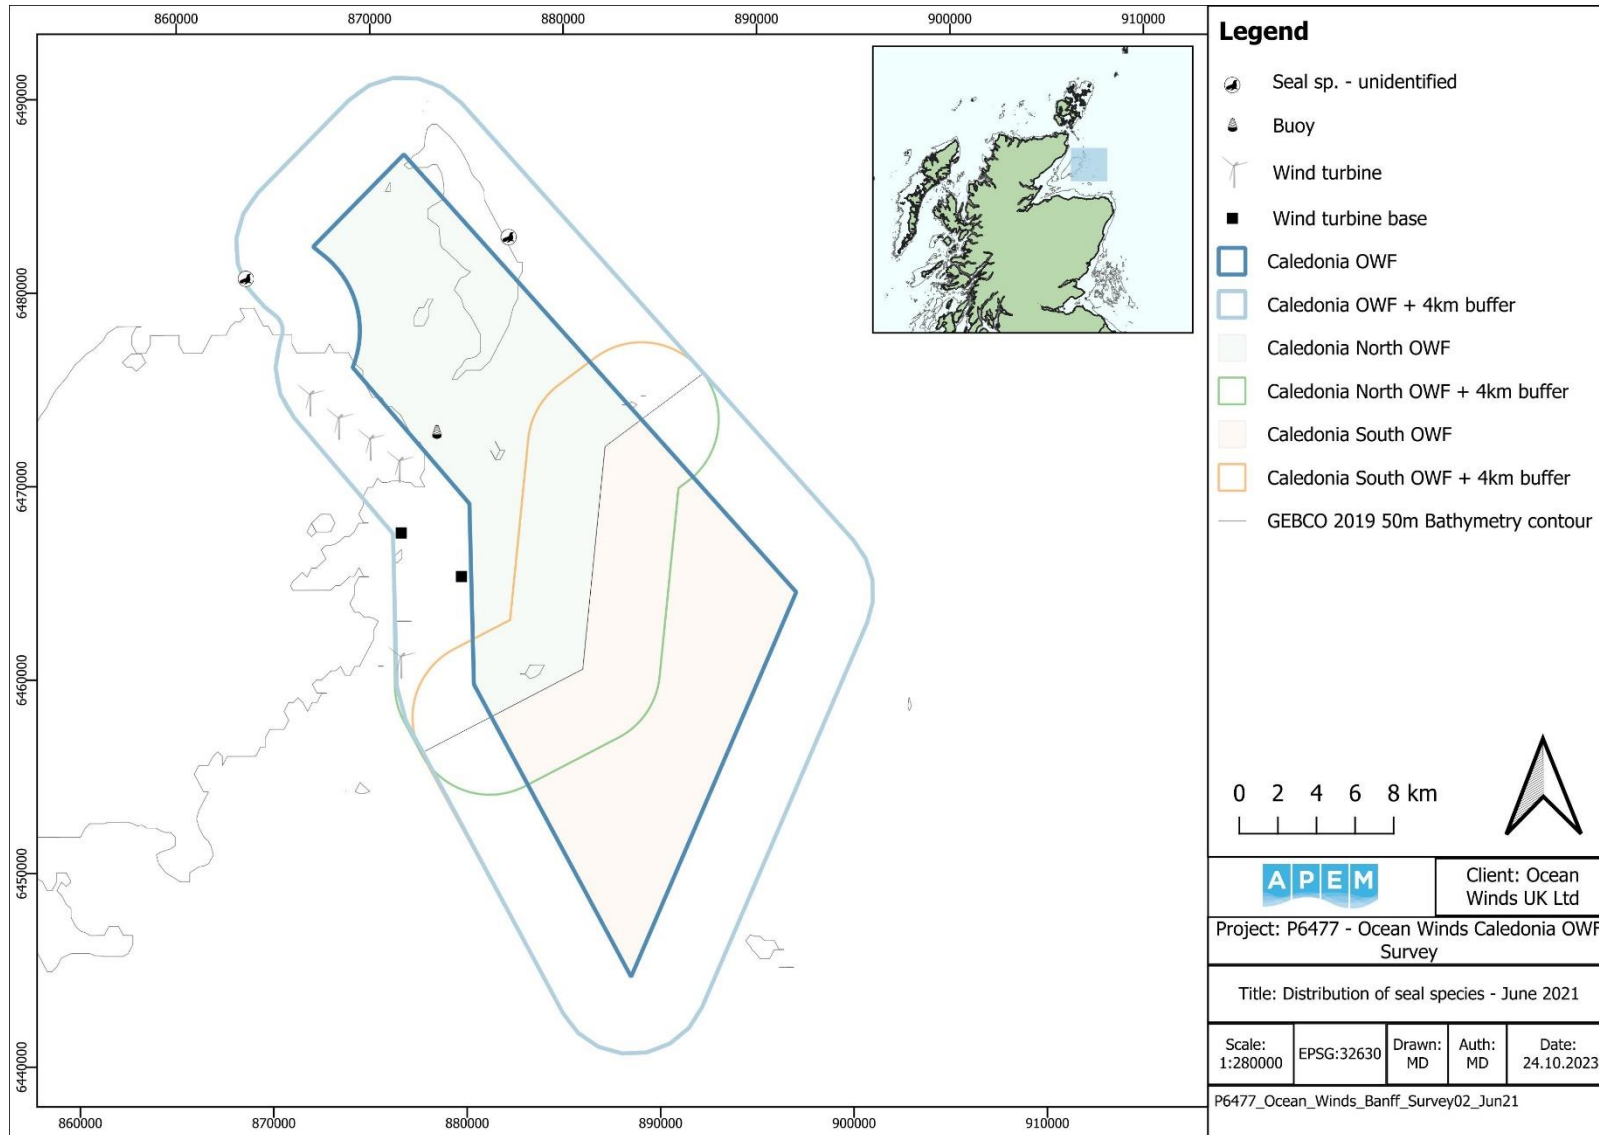 860000 870000 880000 890000 900000 910000
6490000
6480000
6470000
6460000
6450000
6440000
860000 870000 880000 890000 900000 910000
Legend
Seal sp. - unidentified
Buoy
Wind turbine
Wind turbine base
Caledonia OWF
Caledonia OWF + 4km buffer
Caledonia North OWF
Caledonia North OWF + 4km buffer
Caledonia South OWF
Caledonia South OWF + 4km buffer
GEBCO 2019 50m Bathymetry contour
0 2 4 6 8 km
APEM
Client: Ocean
Winds UK Ltd
Project: P6477 - Ocean Winds Caledonia OWF
Survey
Title: Distribution of seal species - June 2021
Scale:
1:280000
EPSG:32630
Drawn:
MD
Auth:
MD
Date:
24.10.2023
P6477_Ocean_Winds_Banff_Survey02_Jun21